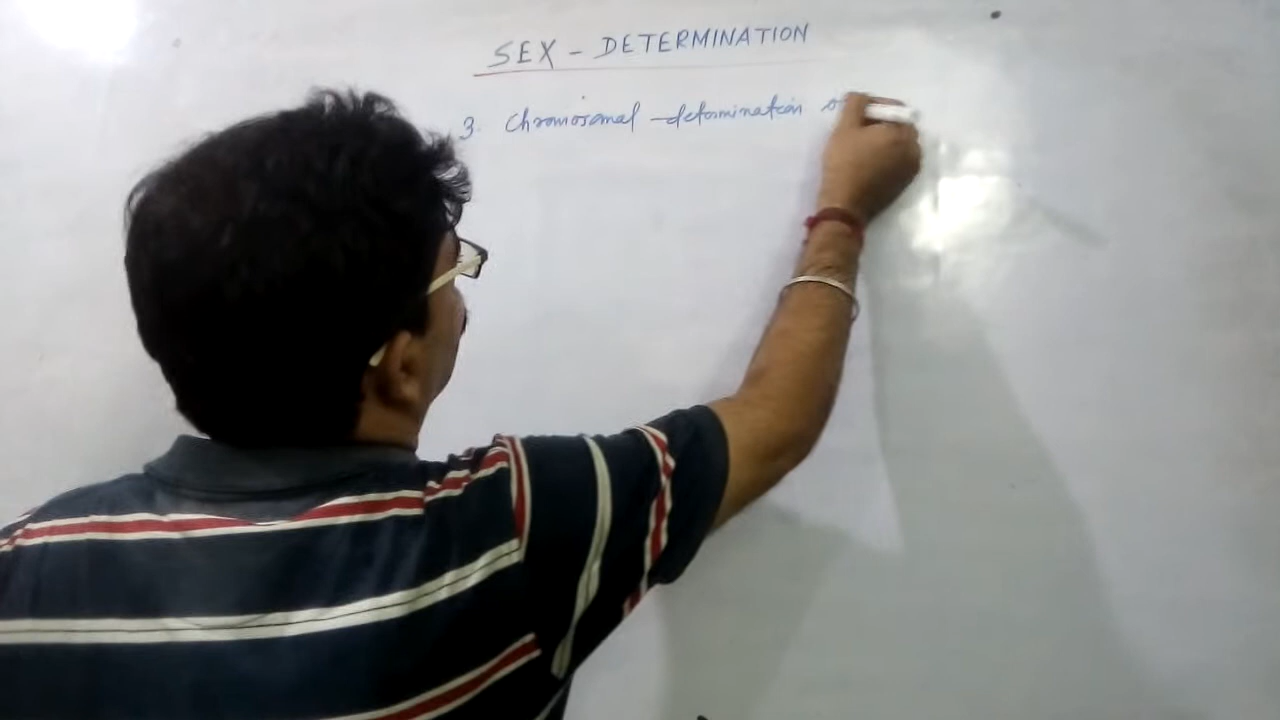 SEX - DETERMINATION
3. Chromosomal - determination